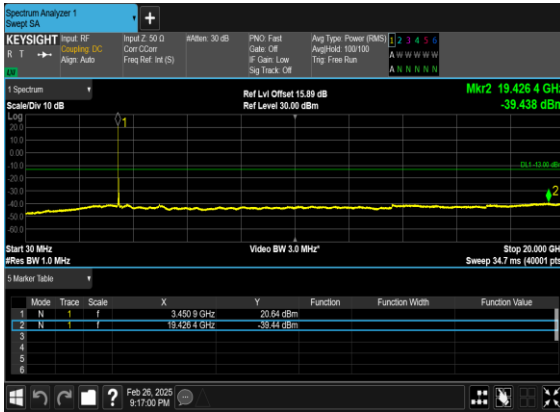 Spectrum Analyzer 1
Swept SA
KEYSIGHT Input: RF Input Z: 50 Ω #Atten: 30 dB PNO: Fast Avg Type: Power (RMS) 1 2 3 4 5 6
R T Coupling: DC Corr CCorr Gate: Off Avg|Hold: 100/100 A W W W W W
Align: Auto Freq Ref: Int (S) IF Gain: Low Trig: Free Run
Sig Track: Off A N N N N N
LXI
1 Spectrum Ref Lvl Offset 15.89 dB Mkr2 19.426 4 GHz
Scale/Div 10 dB Ref Level 30.00 dBm -39.438 dBm
Log
1
20.0
10.0
0.00
-10.0
DL1 -13.00 dBm
-20.0
-30.0
2
-40.0
-50.0
-60.0
Start 30 MHz Video BW 3.0 MHz* Stop 20.000 GHz
#Res BW 1.0 MHz Sweep 34.7 ms (40001 pts)
5 Marker Table
Mode Trace Scale X Y Function Function Width Function Value
1 N 1 f 3.450 9 GHz 20.64 dBm
2 N 1 f 19.426 4 GHz -39.44 dBm
3
4
5
6
Feb 26, 2025
9:17:00 PM